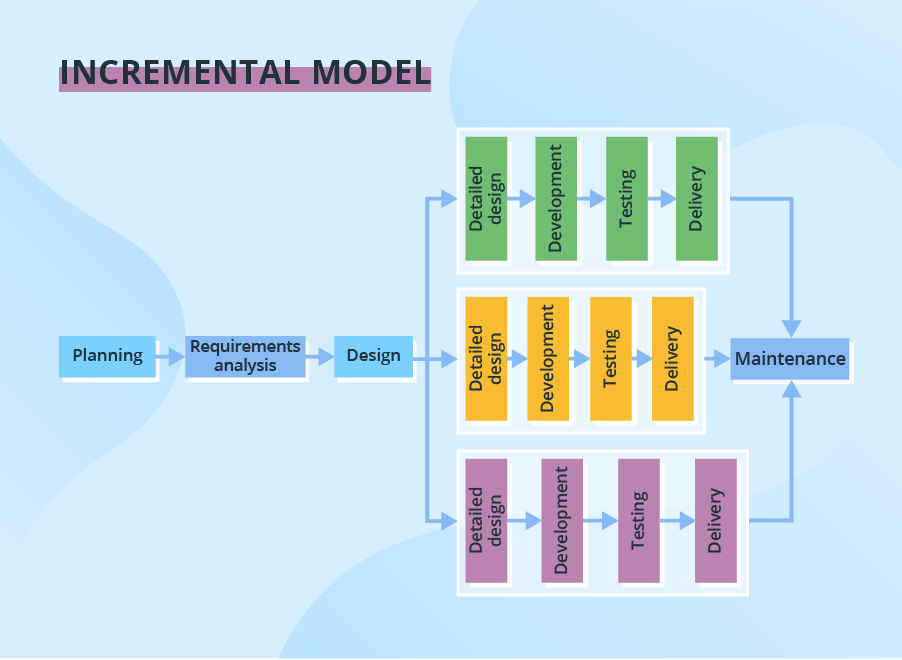 INCREMENTAL MODEL
Planning
Requirements
analysis
Design
Detailed
design
Development
Testing
Delivery
Detailed
design
Development
Testing
Delivery
Detailed
design
Development
Testing
Delivery
Maintenance